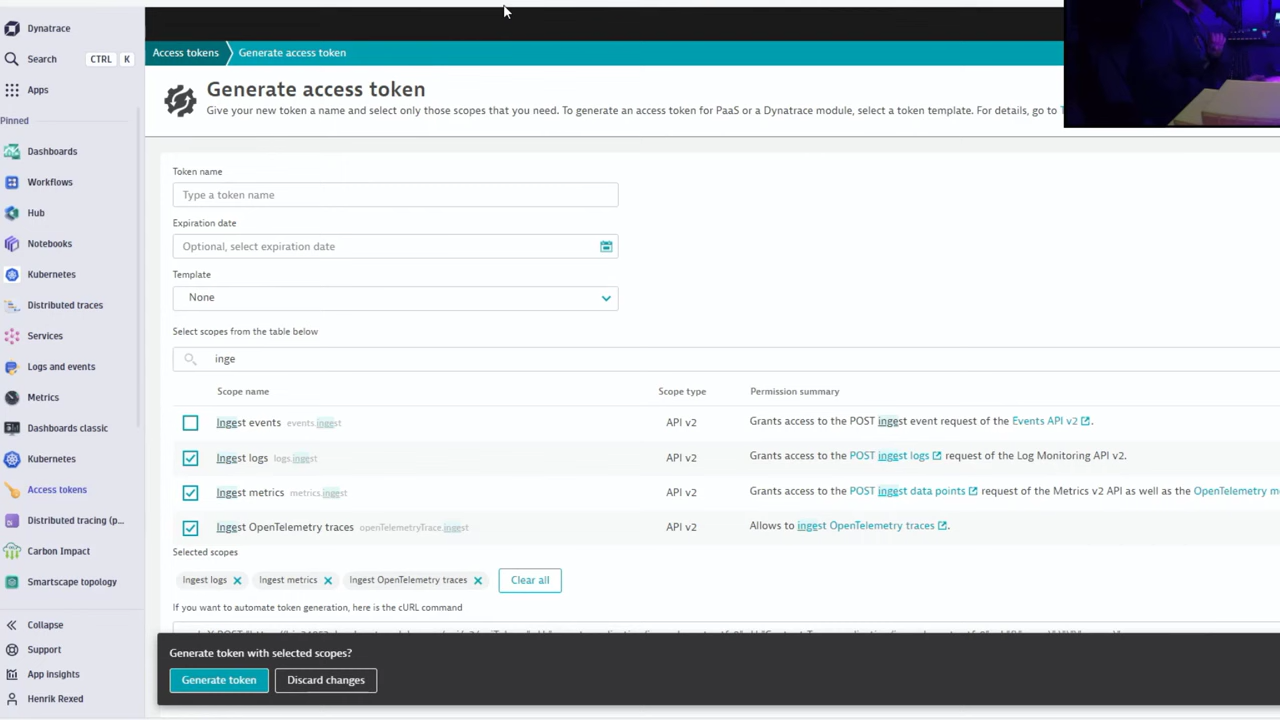 Dynatrace
Search CTRL K
Apps
Pinned
Dashboards
Workflows
Hub
Notebooks
Kubernetes
Distributed traces
Services
Logs and events
Metrics
Dashboards classic
Kubernetes
Access tokens
Distributed tracing (p...
Carbon Impact
Smartscape topology
Collapse
Support
App insights
Henrik Rexed
Access tokens Generate access token
Generate access token
Give your new token a name and select only those scopes that you need. To generate an access token for PaaS or a Dynatrace module, select a token template. For details, go to
Token name
Type a token name
Expiration date
Optional, select expiration date
Template
None
Select scopes from the table below
inge
Scope name Scope type Permission summary
Ingest events events.ingest API v2 Grants access to the POST ingest event request of the Events API v2.
Ingest logs logs.ingest API v2 Grants access to the POST ingest logs request of the Log Monitoring API v2.
Ingest metrics metrics.ingest API v2 Grants access to the POST ingest data points request of the Metrics v2 API as well as the OpenTelemetry m
Ingest OpenTelemetry traces openTelemetryTrace.ingest API v2 Allows to ingest OpenTelemetry traces.
Selected scopes
Ingest logs Ingest metrics Ingest OpenTelemetry traces Clear all
If you want to automate token generation, here is the cURL command
Generate token with selected scopes?
Generate token Discard changes